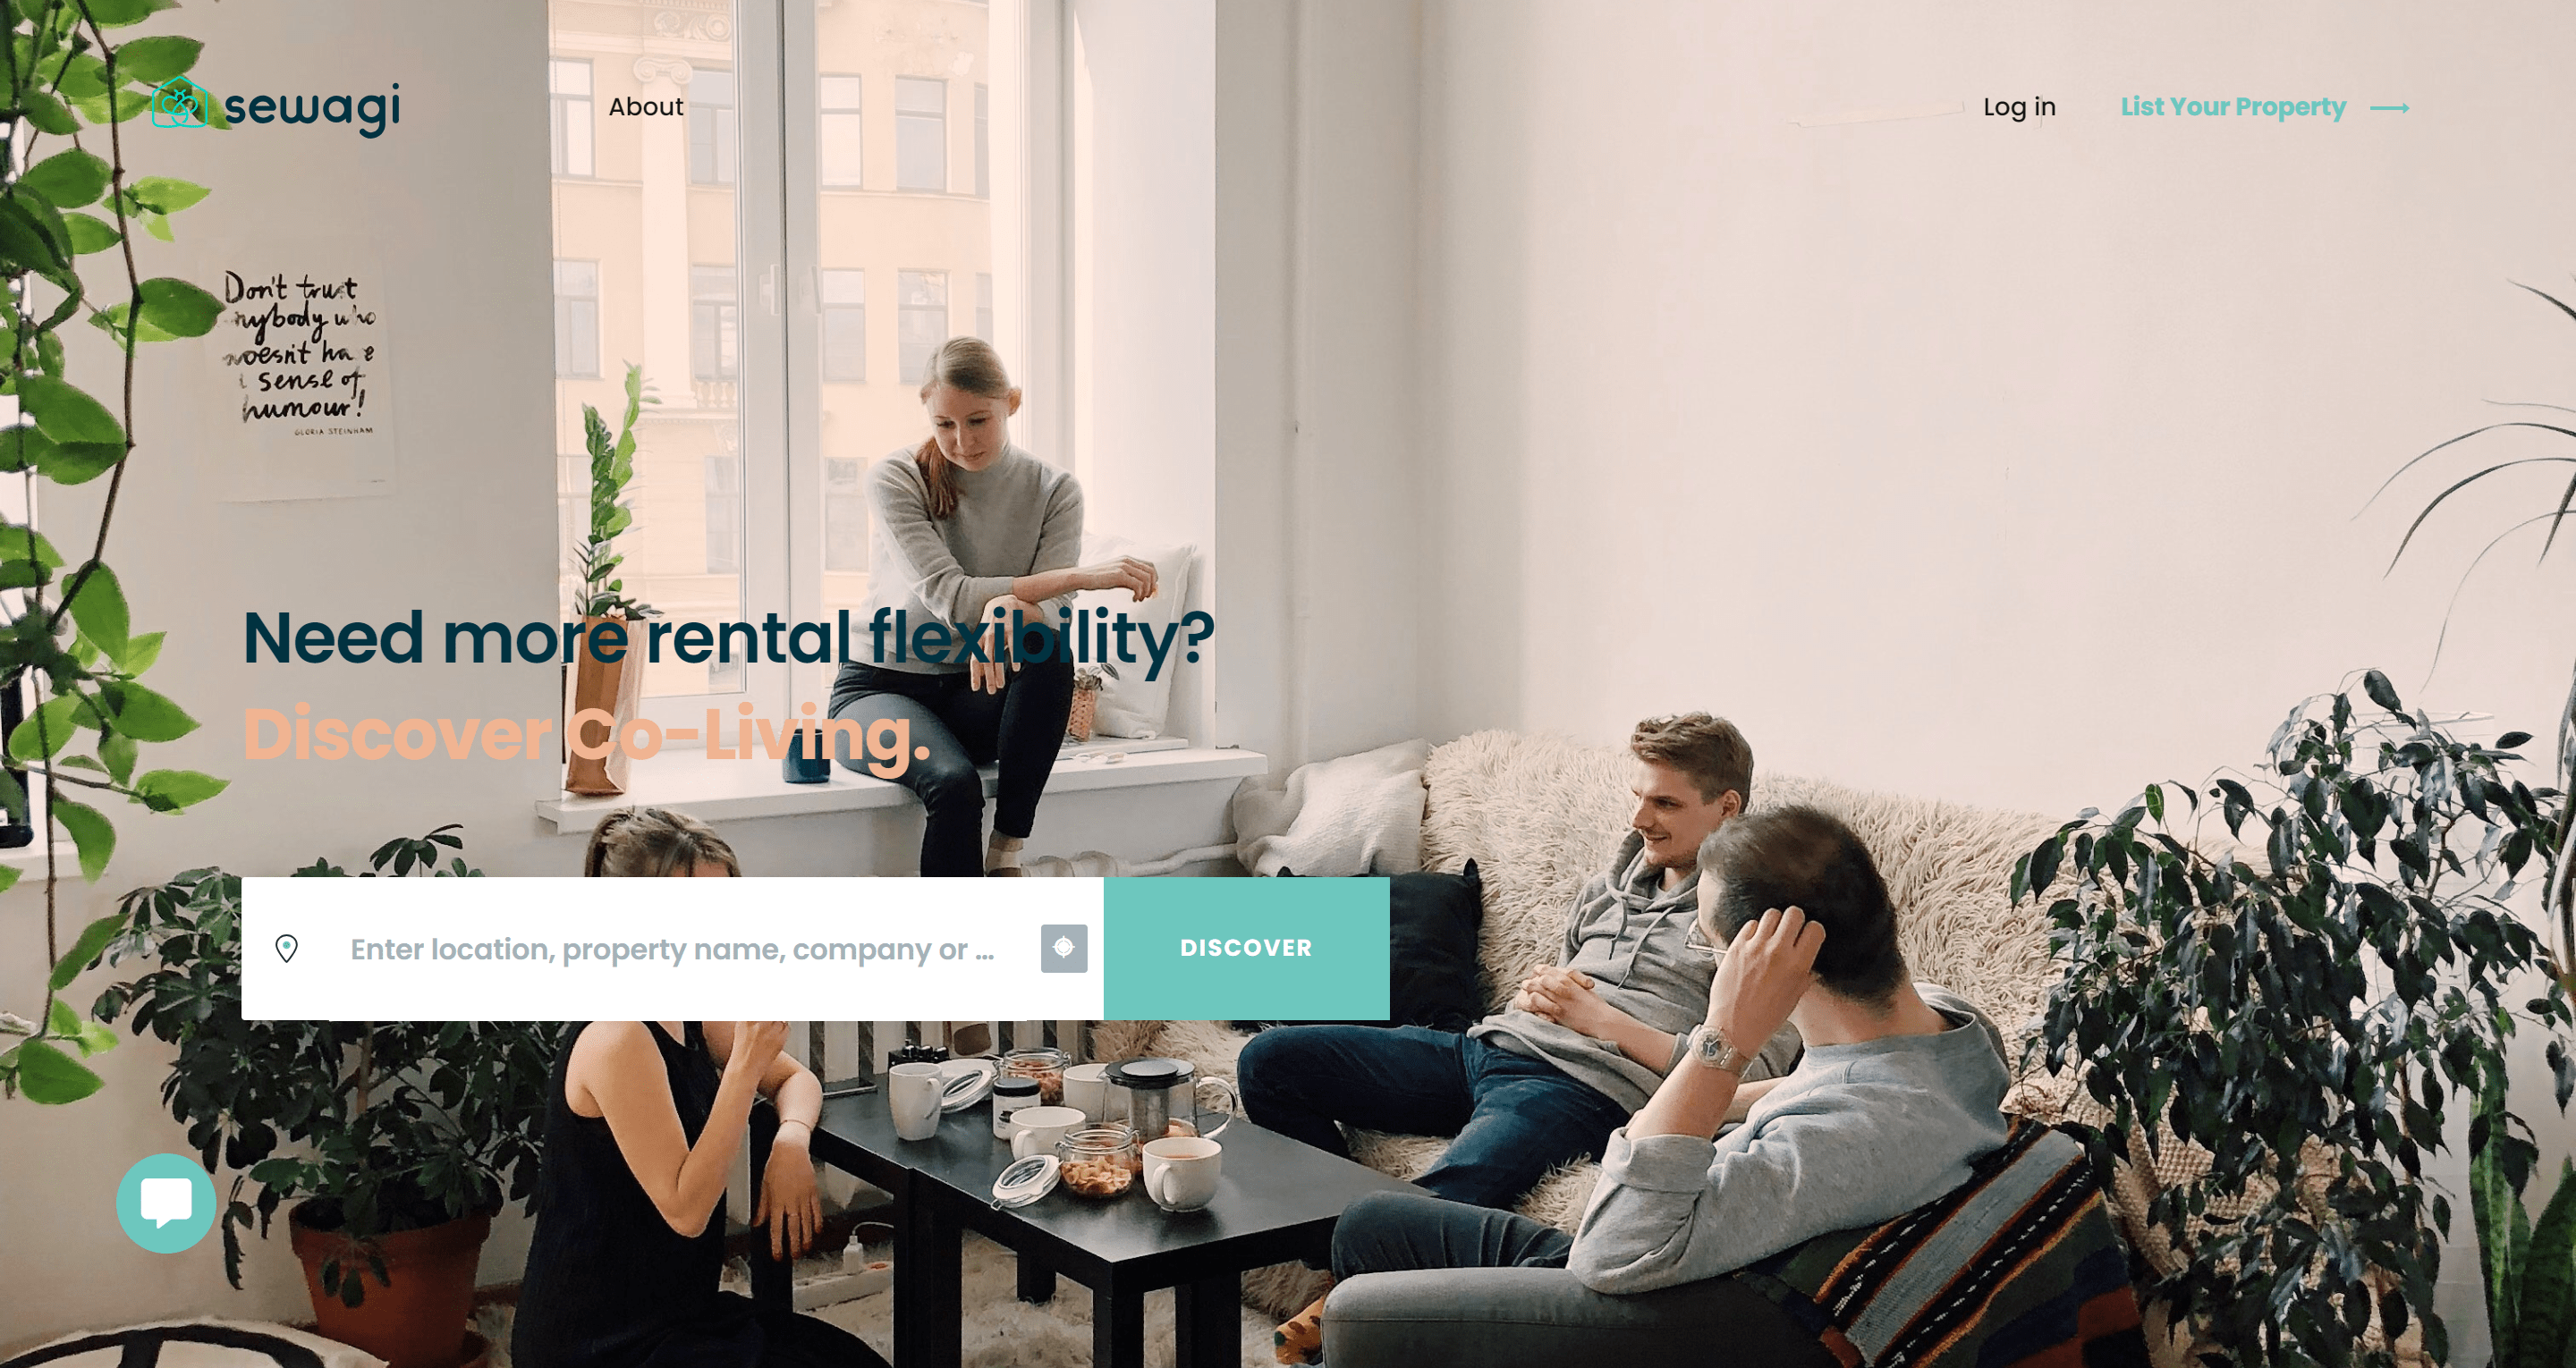 sewagi
About
Log in
List Your Property
Don't trust
nybody who
doesn't have
a sense of
humour!
GLORIA STEINHAM
Need more rental flexibility?
Discover Co-Living.
Enter location, property name, company or ...
DISCOVER